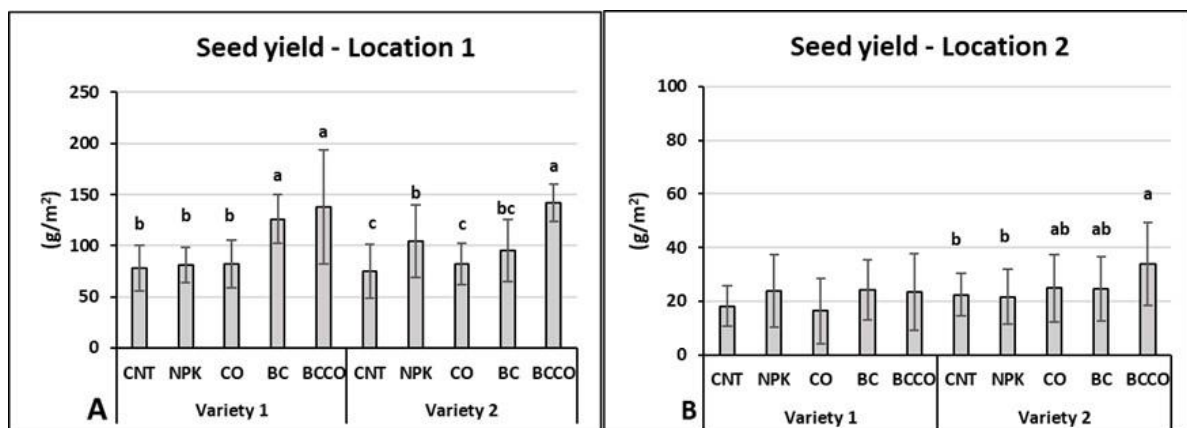 Seed yield - Location 1
(g/m²)
250
200
150
100
50
0
b b b a a c b c bc a
CNT NPK CO BC BCCO CNT NPK CO BC BCCO
A Variety 1 Variety 2
Seed yield - Location 2
(g/m²)
100
80
60
40
20
0
b b ab ab a
CNT NPK CO BC BCCO CNT NPK CO BC BCCO
B Variety 1 Variety 2